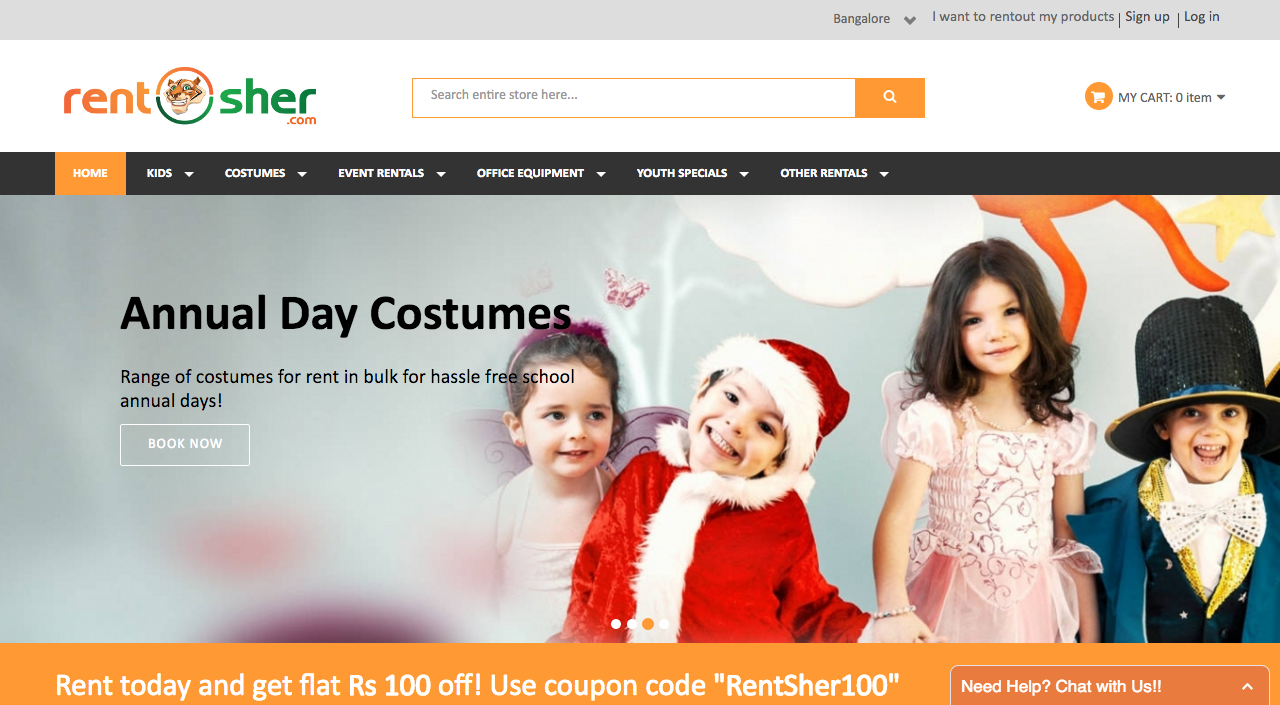 Bangalore I want to rentout my products | Sign up | Log in
rentsher
.com
Search entire store here...
MY CART: 0 item
HOME KIDS COSTUMES EVENT RENTALS OFFICE EQUIPMENT YOUTH SPECIALS OTHER RENTALS
Annual Day Costumes
Range of costumes for rent in bulk for hassle free school
annual days!
BOOK NOW
Rent today and get flat Rs 100 off! Use coupon code "RentSher100"
Need Help? Chat with Us!!